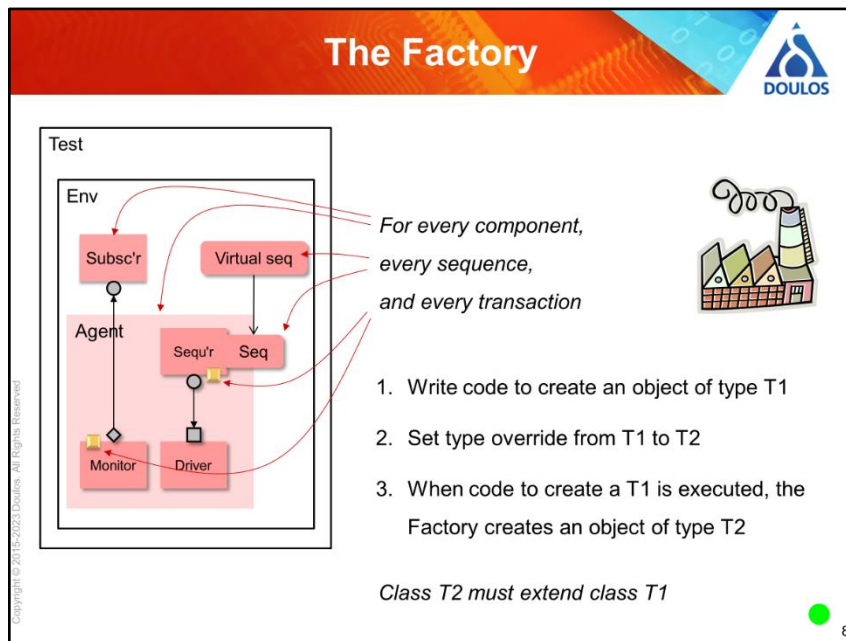 The Factory
DOULOS
Test
Env
Subsc'r
Virtual seq
Agent
Sequ'r
Seq
Monitor
Driver
For every component,
every sequence,
and every transaction
1. Write code to create an object of type T1
2. Set type override from T1 to T2
3. When code to create a T1 is executed, the
Factory creates an object of type T2
Class T2 must extend class T1
Copyright © 2015-2023 Doulos. All Rights Reserved
8